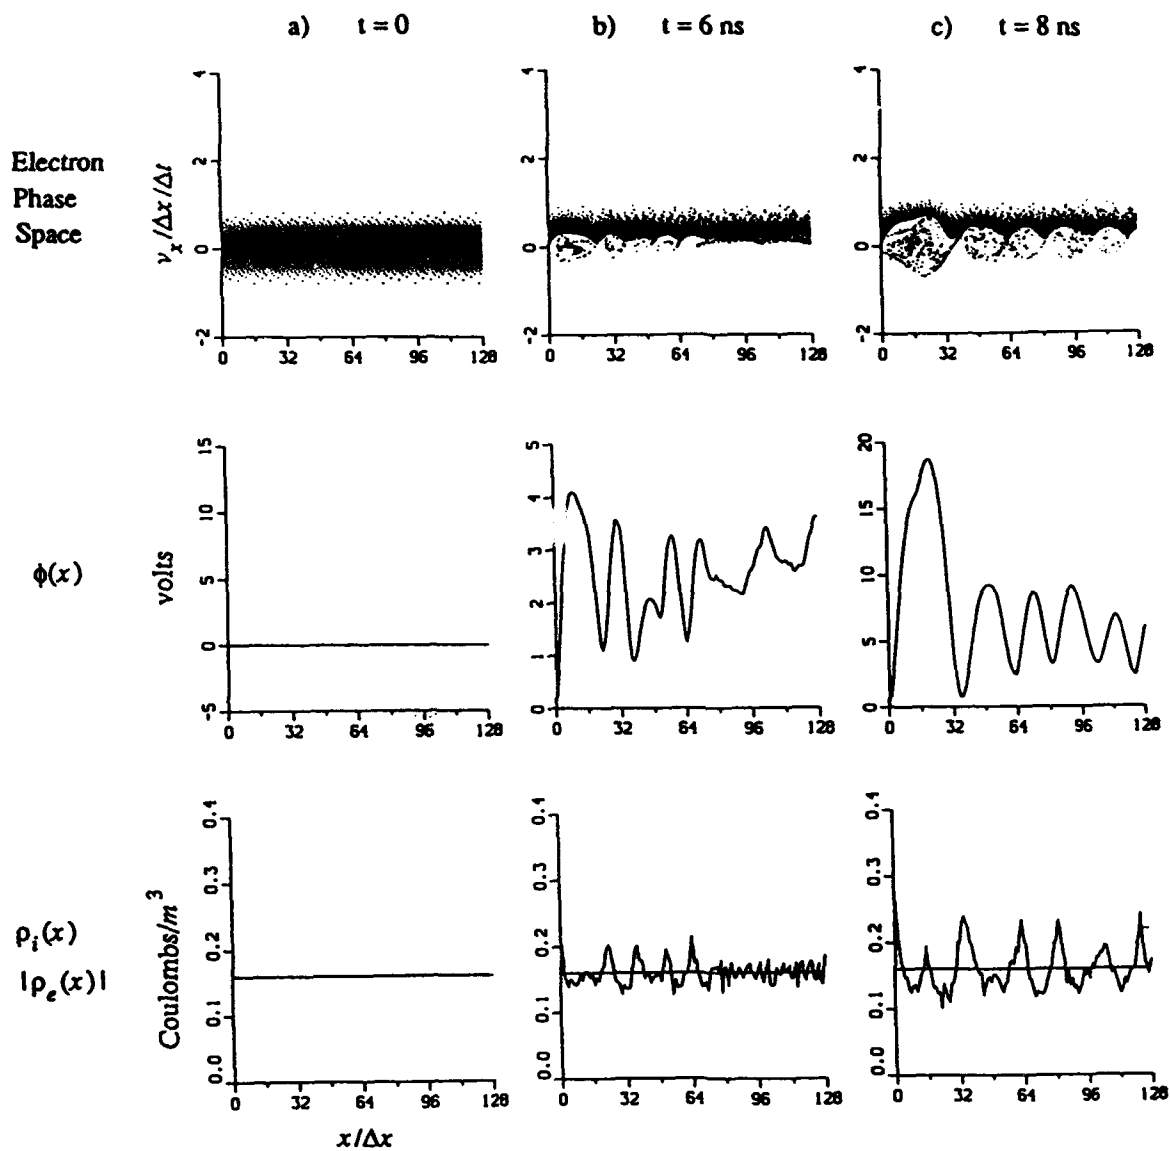 a) t = 0
b) t = 6 ns
c) t = 8 ns
Electron
Phase
Space
v_x/Δx/Δt
4
2
0
-2
0 32 64 96 128
4
2
0
-2
0 32 64 96 128
4
2
0
-2
0 32 64 96 128
ϕ(x)
volts
15
10
5
0
-5
0 32 64 96 128
5
4
3
2
1
0
0 32 64 96 128
20
15
10
5
0
0 32 64 96 128
ρ_i(x)
|ρ_e(x)|
Coulombs/m³
0.4
0.3
0.2
0.1
0.0
0 32 64 96 128
0.4
0.3
0.2
0.1
0.0
0 32 64 96 128
0.4
0.3
0.2
0.1
0.0
0 32 64 96 128
x/Δx